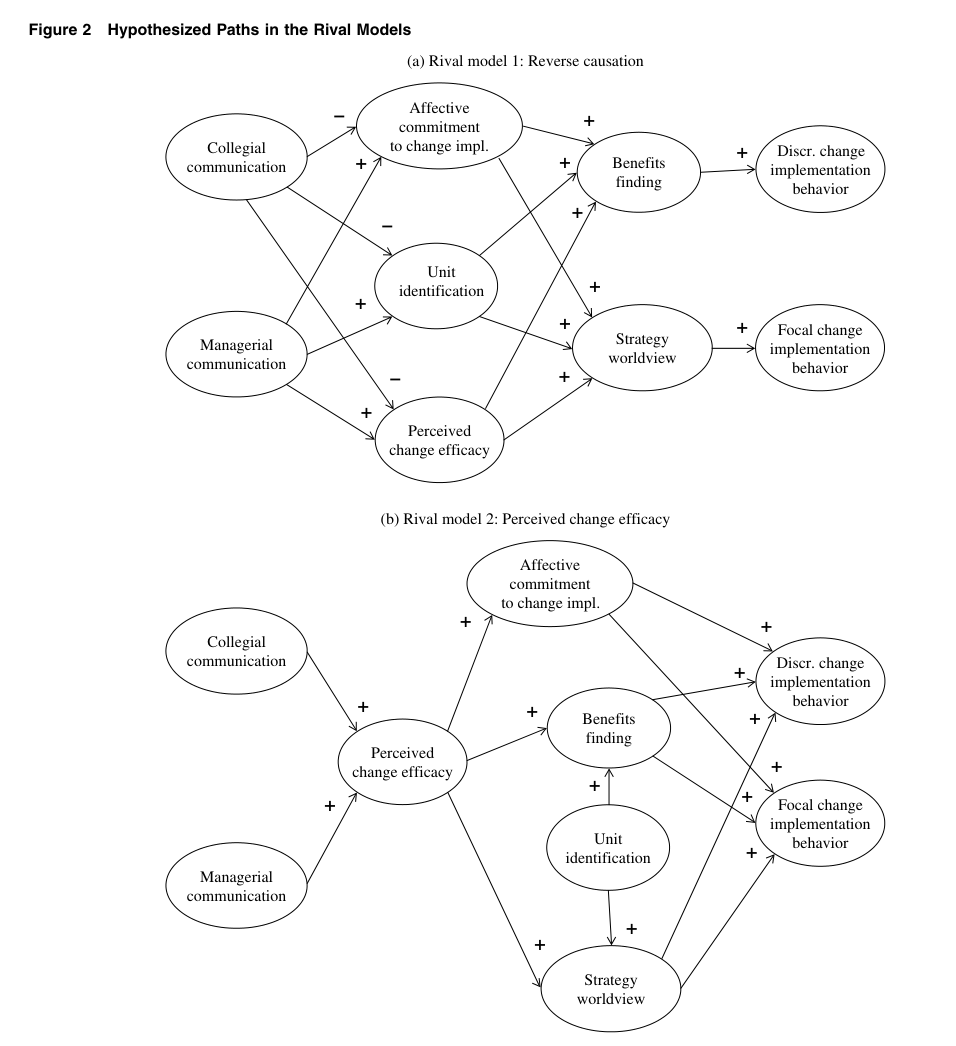 Figure 2 Hypothesized Paths in the Rival Models
(a) Rival model 1: Reverse causation
Affective
commitment
to change impl.
Collegial
communication
Benefits
finding
Discr. change
implementation
behavior
Unit
identification
Managerial
communication
Strategy
worldview
Focal change
implementation
behavior
Perceived
change efficacy
−
+
+
+
+
+
−
+
+
+
+
+
−
+
+
(b) Rival model 2: Perceived change efficacy
Affective
commitment
to change impl.
Collegial
communication
Discr. change
implementation
behavior
Perceived
change efficacy
Benefits
finding
Focal change
implementation
behavior
Unit
identification
Managerial
communication
Strategy
worldview
+
+
+
+
+
+
+
+
+
+
+
+
+